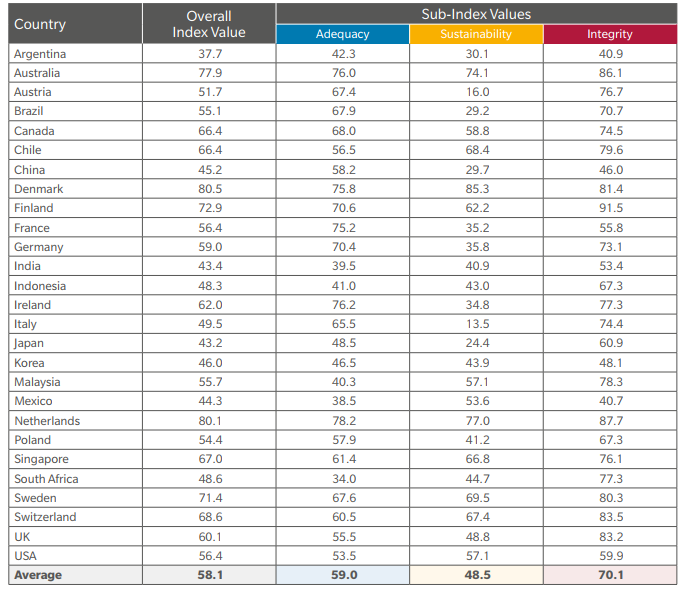 Country Overall Index Value Sub-Index Values
Adequacy Sustainability Integrity
Argentina 37.7 42.3 30.1 40.9
Australia 77.9 76.0 74.1 86.1
Austria 51.7 67.4 16.0 76.7
Brazil 55.1 67.9 29.2 70.7
Canada 66.4 68.0 58.8 74.5
Chile 66.4 56.5 68.4 79.6
China 45.2 58.2 29.7 46.0
Denmark 80.5 75.8 85.3 81.4
Finland 72.9 70.6 62.2 91.5
France 56.4 75.2 35.2 55.8
Germany 59.0 70.4 35.8 73.1
India 43.4 39.5 40.9 53.4
Indonesia 48.3 41.0 43.0 67.3
Ireland 62.0 76.2 34.8 77.3
Italy 49.5 65.5 13.5 74.4
Japan 43.2 48.5 24.4 60.9
Korea 46.0 46.5 43.9 48.1
Malaysia 55.7 40.3 57.1 78.3
Mexico 44.3 38.5 53.6 40.7
Netherlands 80.1 78.2 77.0 87.7
Poland 54.4 57.9 41.2 67.3
Singapore 67.0 61.4 66.8 76.1
South Africa 48.6 34.0 44.7 77.3
Sweden 71.4 67.6 69.5 80.3
Switzerland 68.6 60.5 67.4 83.5
UK 60.1 55.5 48.8 83.2
USA 56.4 53.5 57.1 59.9
Average 58.1 59.0 48.5 70.1